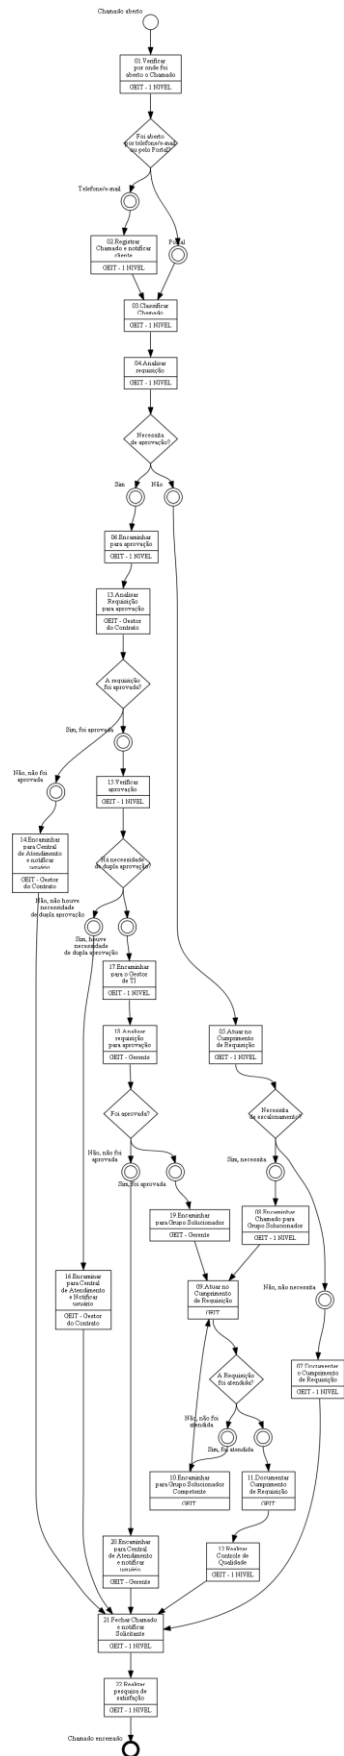 Chamado aberto
01.Verificar
por onde foi
aberto o Chamado
GEIT - 1 NIVEL
Foi aberto
por telefone/e-mail
ou pelo Portal?
Telefone/e-mail
Portal
02.Registrar
Chamado e notificar
cliente
GEIT - 1 NIVEL
03.Classificar
Chamado
GEIT - 1 NIVEL
04.Analisar
requisição
GEIT - 1 NIVEL
Necessita
de aprovação?
Sim
Não
06.Encaminhar
para aprovação
GEIT - 1 NIVEL
13.Analisar
Requisição
para aprovação
GEIT - Gestor
do Contrato
A requisição
foi aprovada?
Sim, foi aprovada
Não, não foi
aprovada
15.Verificar
aprovação
GEIT - 1 NIVEL
14.Encaminhar
para Central
de Atendimento
e notificar
usuário
GEIT - Gestor
do Contrato
Há necessidade
de dupla aprovação?
Não, não houve
necessidade
de dupla aprovação
Sim, houve
necessidade
de dupla aprovação
17.Encaminhar
para o Gestor
de TI
GEIT - 1 NIVEL
18.Analisar
requisição
para aprovação
GEIT - Gerente
05.Atuar no
Cumprimento
de Requisição
GEIT - 1 NIVEL
Foi aprovada?
Necessita
de escalonamento?
Não, não foi
aprovada
Sim, foi aprovada
Sim, necessita
19.Encaminhar
para Grupo Solucionador
GEIT - Gerente
08.Encaminhar
Chamado para
Grupo Solucionador
GEIT - 1 NIVEL
16.Encaminar
para Central
de Atendimento
e Notificar
usuário
GEIT - Gestor
do Contrato
09.Atuar no
Cumprimento
de Requisição
GEIT
Não, não necessita
A Requisição
foi atendida?
07.Documentar
o Cumprimento
de Requisição
GEIT - 1 NIVEL
Não, não foi
atendida
Sim, foi atendida
10.Encaminhar
para Grupo Solucionador
Competente
GEIT
11.Documentar
Cumprimento
de Requisição
GEIT
20.Encaminhar
para Central
de Atendimento
e notificar
usuário
GEIT - Gerente
12.Realizar
Controle de
Qualidade
GEIT - 1 NIVEL
21.Fechar Chamado
e notificar
Solicitante
GEIT - 1 NIVEL
22.Realizar
pesquisa de
satisfação
GEIT - 1 NIVEL
Chamado encerrado